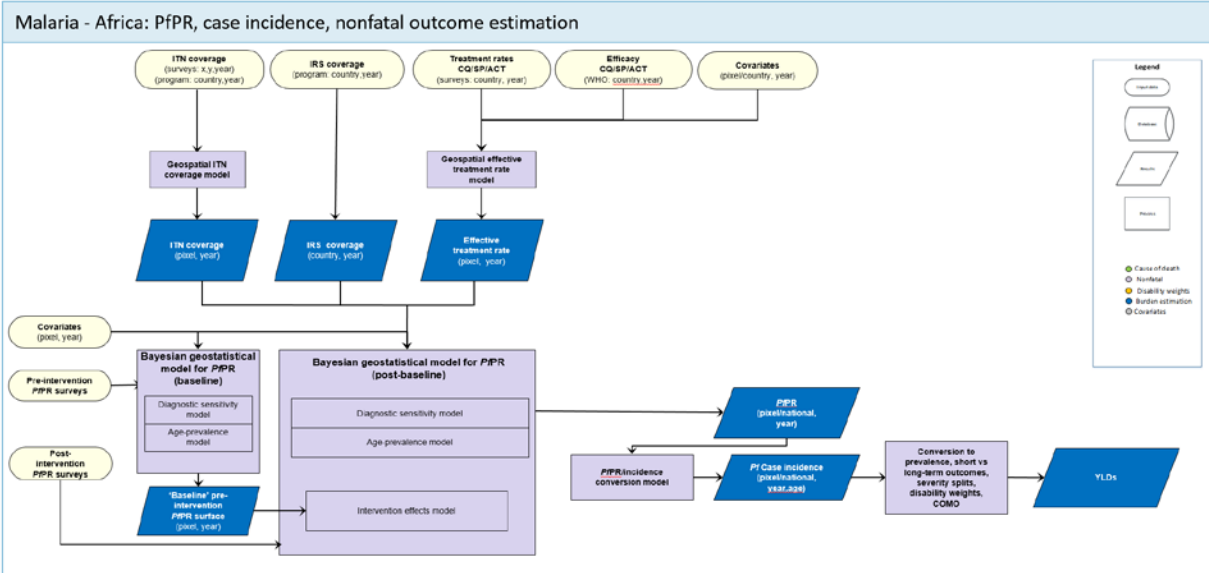 Malaria - Africa: PfPR, case incidence, nonfatal outcome estimation
ITN coverage
(surveys: x,y,year)
(program: country,year)
IRS coverage
(program: country,year)
Treatment rates
CQ/SP/ACT
(surveys: country, year)
Efficacy
CQ/SP/ACT
(WHO: country,year)
Covariates
(pixel/country, year)
Legend
Input data
Database
Results
Process
Cause of death
Nonfatal
Disability weights
Burden estimation
Covariates
Geospatial ITN
coverage model
Geospatial effective
treatment rate
model
ITN coverage
(pixel, year)
IRS coverage
(country, year)
Effective
treatment rate
(pixel, year)
Covariates
(pixel, year)
Pre-intervention
PfPR surveys
Post-
intervention
PfPR surveys
Bayesian geostatistical
model for PfPR
(baseline)
Diagnostic sensitivity
model
Age-prevalence
model
'Baseline' pre-
intervention
PfPR surface
(pixel, year)
Bayesian geostatistical model for PfPR
(post-baseline)
Diagnostic sensitivity model
Age-prevalence model
Intervention effects model
PfPR
(pixel/national,
year)
PfPR/incidence
conversion model
Pf Case incidence
(pixel/national,
year,age)
Conversion to
prevalence, short vs
long-term outcomes,
severity splits,
disability weights,
COMO
YLDs